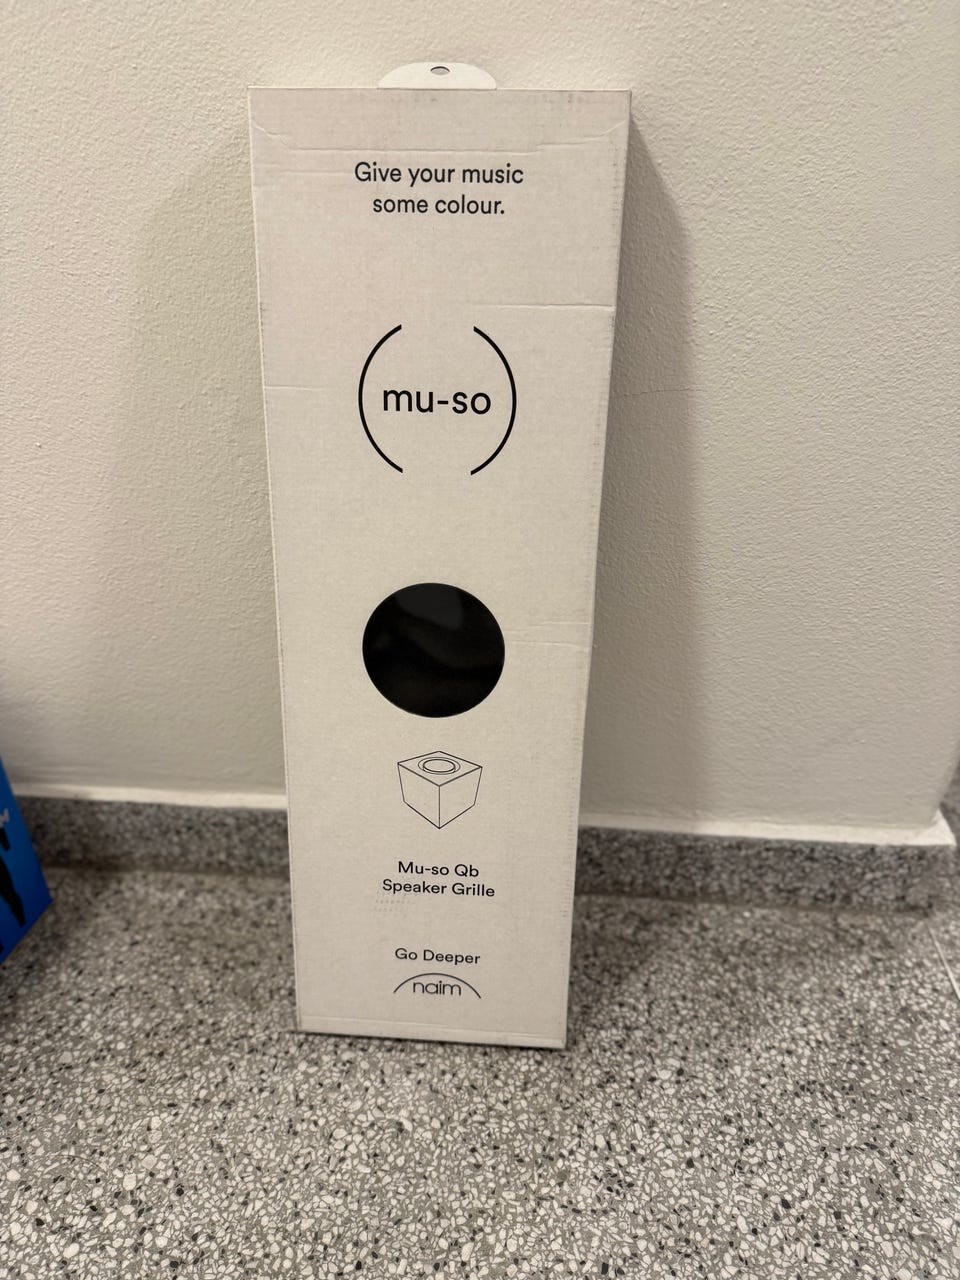 Give your music
some colour.
mu-so
Mu-so Qb
Speaker Grille
Go Deeper
naim